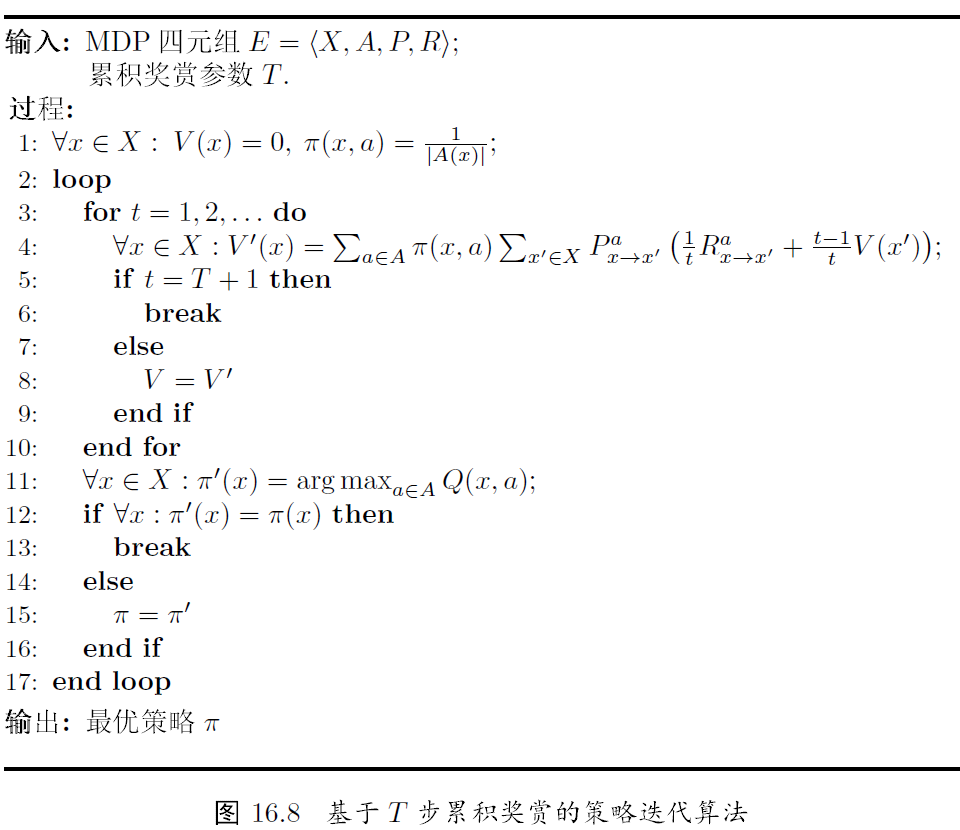 输入: MDP 四元组 E = ⟨X, A, P, R⟩;
累积奖赏参数 T.
过程:
1: ∀x ∈ X : V(x) = 0, π(x, a) = 1/|A(x)|;
2: loop
3: for t = 1, 2, . . . do
4: ∀x ∈ X : V′(x) = ∑_{a∈A} π(x, a) ∑_{x′∈X} P^a_{x→x′} (1/t R^a_{x→x′} + t−1/t V(x′));
5: if t = T + 1 then
6: break
7: else
8: V = V′
9: end if
10: end for
11: ∀x ∈ X : π′(x) = arg max_{a∈A} Q(x, a);
12: if ∀x : π′(x) = π(x) then
13: break
14: else
15: π = π′
16: end if
17: end loop
输出: 最优策略 π
图 16.8 基于 T 步累积奖赏的策略迭代算法